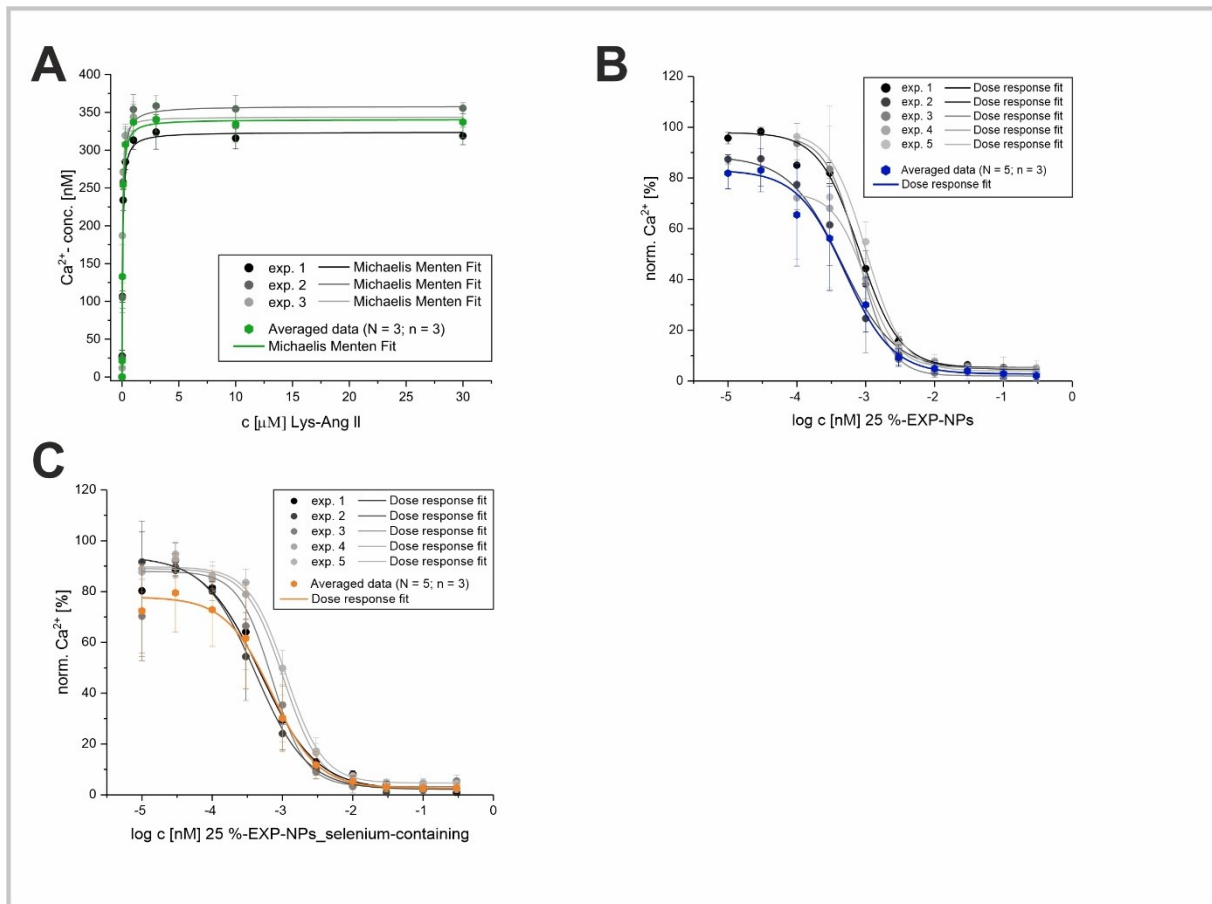 A
400
350
300
250
200
150
100
50
0
Ca²⁺- conc. [nM]
0 5 10 15 20 25 30
c [μM] Lys-Ang II
exp. 1 Michaelis Menten Fit
exp. 2 Michaelis Menten Fit
exp. 3 Michaelis Menten Fit
Averaged data (N = 3; n = 3)
Michaelis Menten Fit
B
120
100
80
60
40
20
0
norm. Ca²⁺ [%]
-5 -4 -3 -2 -1 0
log c [nM] 25 %-EXP-NPs
exp. 1 Dose response fit
exp. 2 Dose response fit
exp. 3 Dose response fit
exp. 4 Dose response fit
exp. 5 Dose response fit
Averaged data (N = 5; n = 3)
Dose response fit
C
120
100
80
60
40
20
0
norm. Ca²⁺ [%]
-5 -4 -3 -2 -1 0
log c [nM] 25 %-EXP-NPs_selenium-containing
exp. 1 Dose response fit
exp. 2 Dose response fit
exp. 3 Dose response fit
exp. 4 Dose response fit
exp. 5 Dose response fit
Averaged data (N = 5; n = 3)
Dose response fit